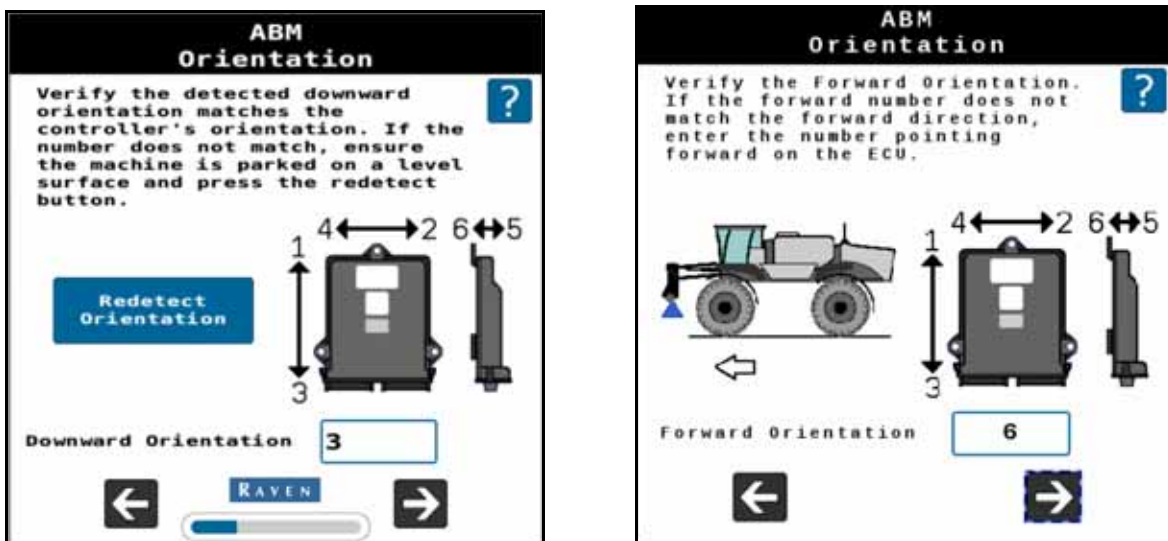 ABM
Orientation
Verify the detected downward
orientation matches the
controller's orientation. If the
number does not match, ensure
the machine is parked on a level
surface and press the redetect
button.
?
4 2 6 5
1
Redetect
Orientation
3
Downward Orientation 3
RAVEN
ABM
Orientation
Verify the Forward Orientation.
If the forward number does not
match the forward direction,
enter the number pointing
forward on the ECU.
?
4 2 6 5
1
3
Forward Orientation 6